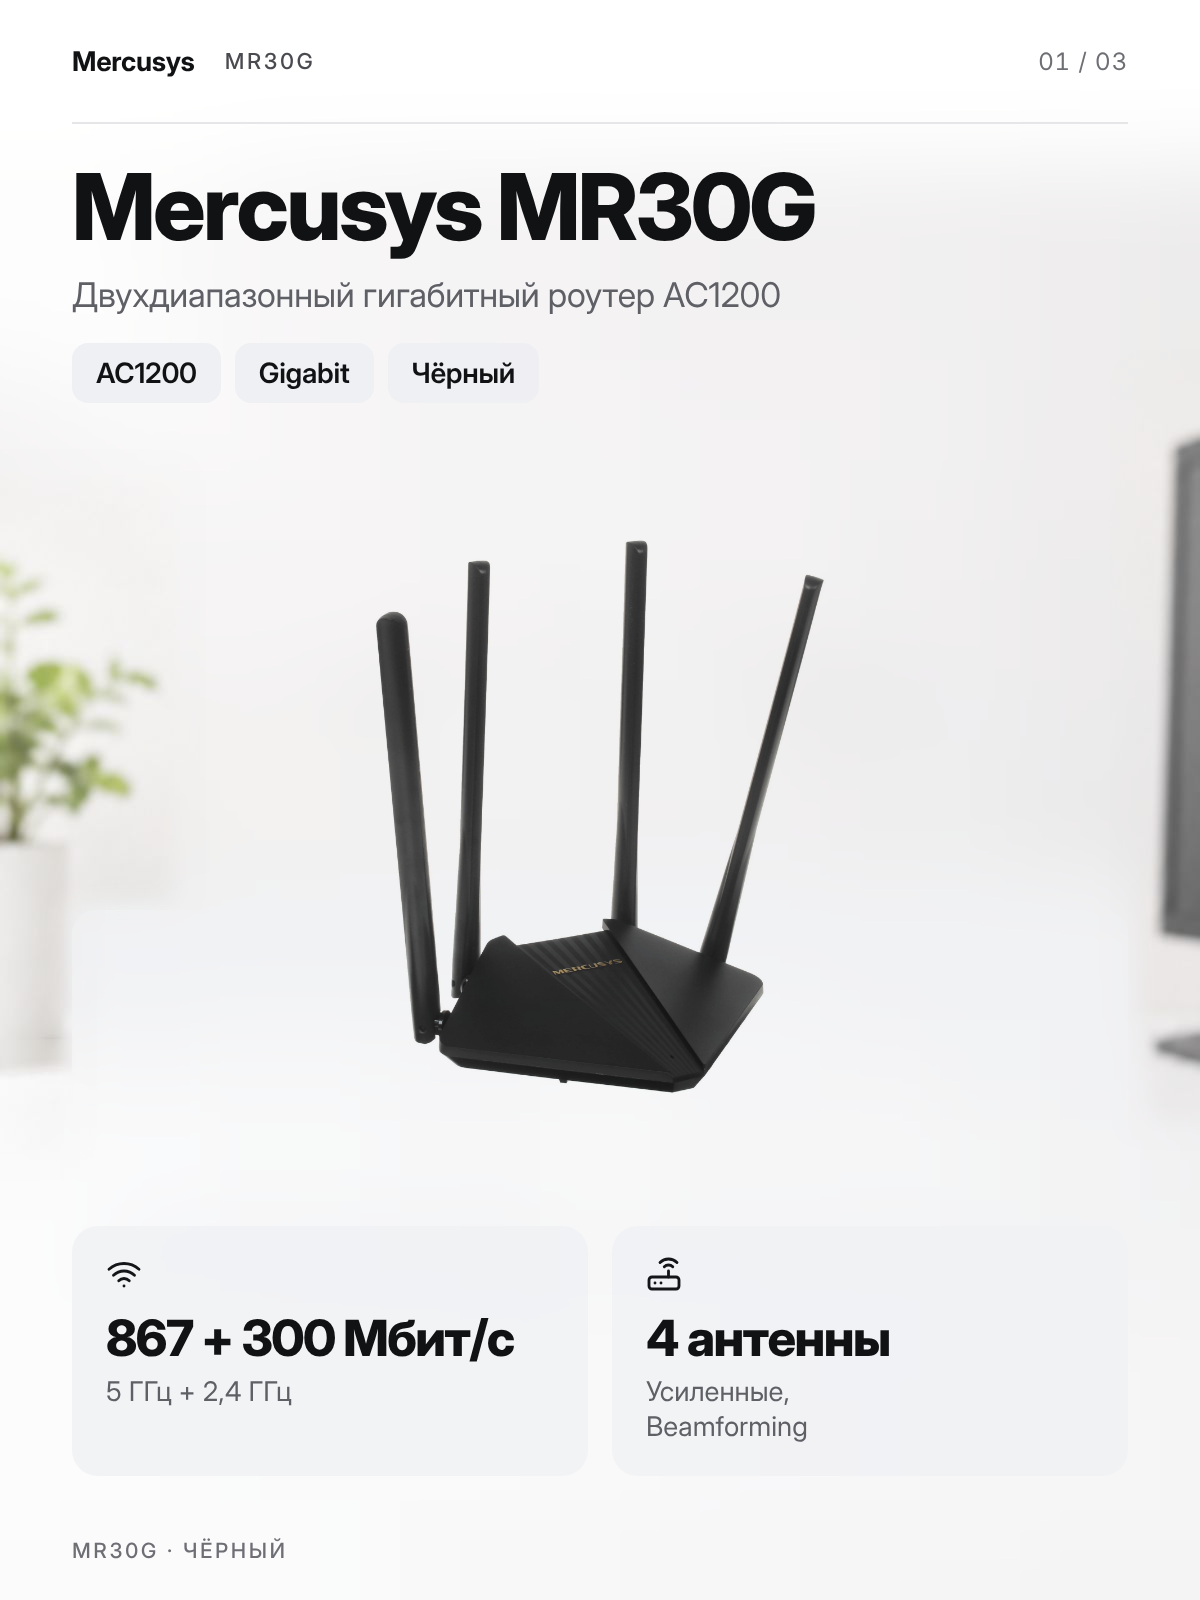 Mercusys MR30G 01 / 03
Mercusys MR30G
Двухдиапазонный гигабитный роутер AC1200
AC1200 Gigabit Чёрный
MERCUSYS
867 + 300 Мбит/с
5 ГГц + 2,4 ГГц
4 антенны
Усиленные,
Beamforming
MR30G · ЧЁРНЫЙ